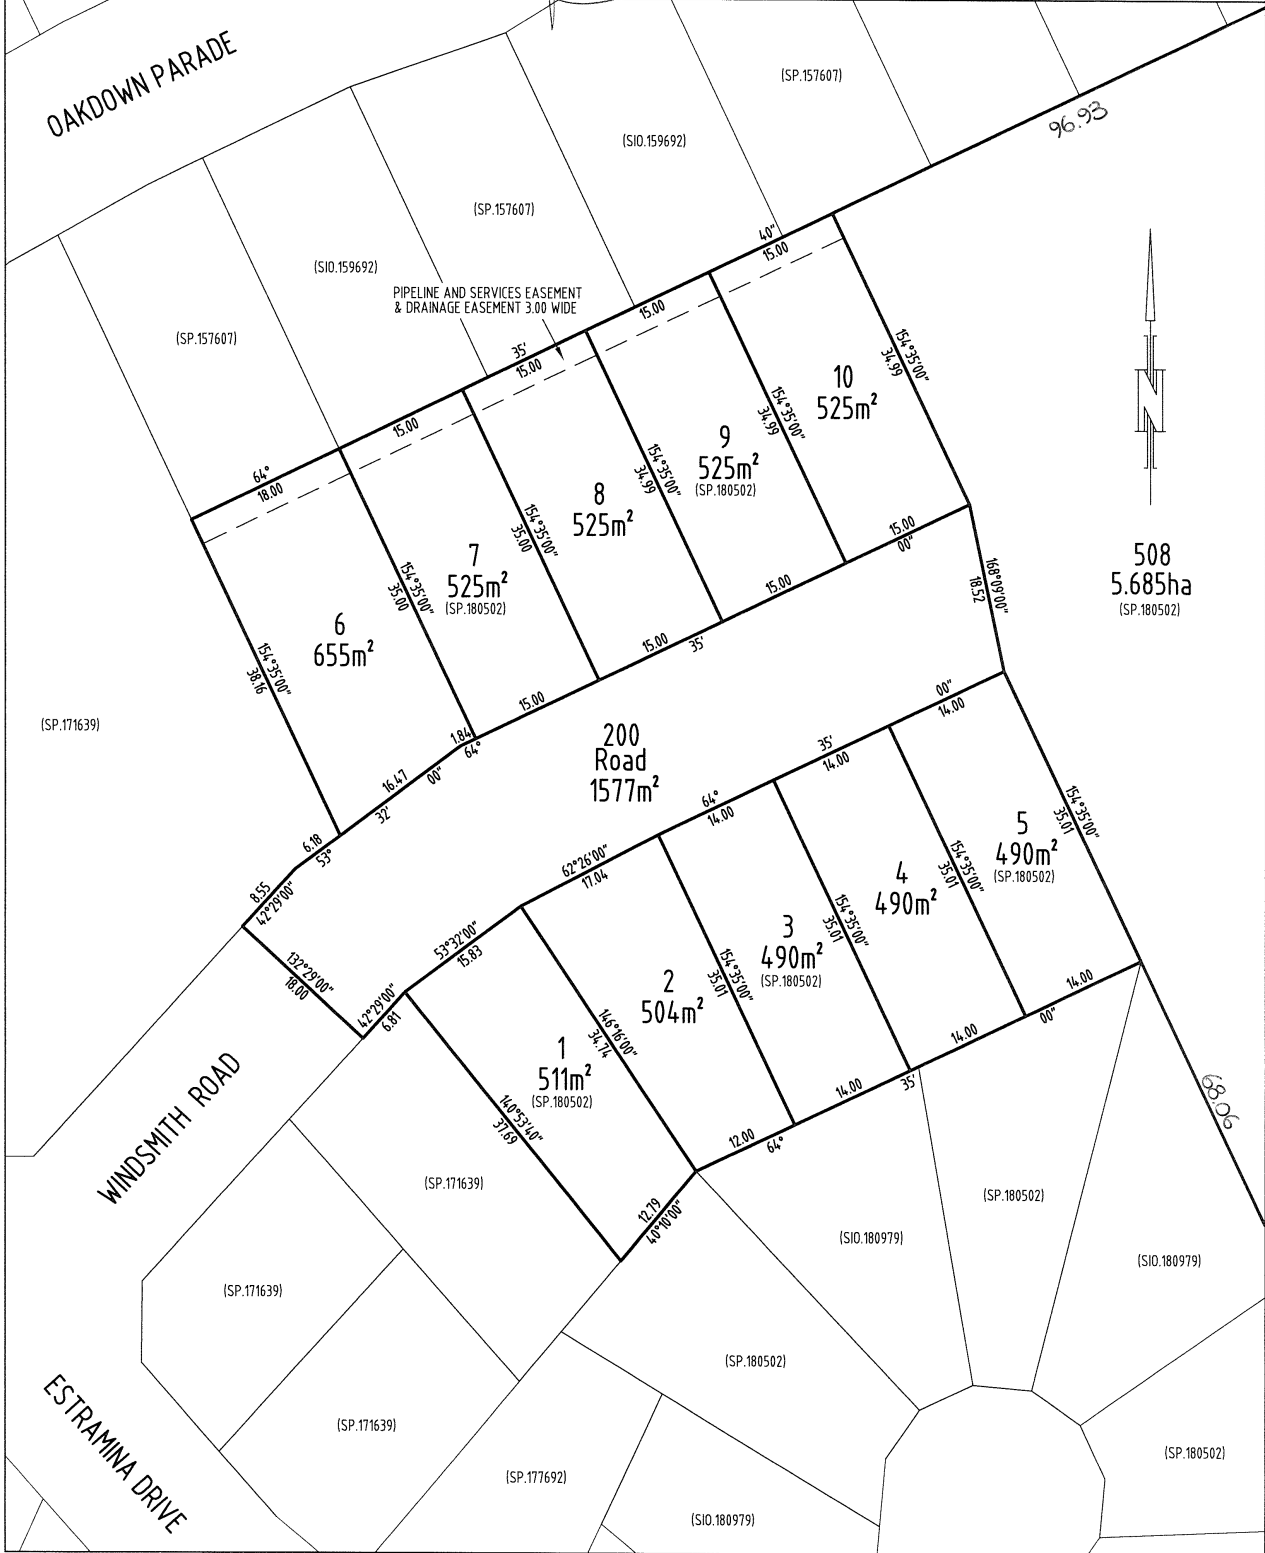 OAKDOWN PARADE
(SP.157607)
(SIO.159692)
(SP.157607)
(SIO.159692)
(SP.157607)
96.93
PIPELINE AND SERVICES EASEMENT
& DRAINAGE EASEMENT 3.00 WIDE
64°
18.00
15.00
35'
15.00
15.00
40"
15.00
N
154°35'00"
34.99
10
525m²
154°35'00"
34.99
9
525m²
(SP.180502)
154°35'00"
34.99
8
525m²
154°35'00"
35.00
7
525m²
(SP.180502)
154°35'00"
35.00
6
655m²
154°35'00"
38.16
(SP.171639)
15.00
00"
15.00
15.00
35'
15.00
1.84
64°
16.47
00"
32'
6.18
53°
8.55
42°29'00"
168°09'00"
18.52
508
5.685ha
(SP.180502)
200
Road
1577m²
132°29'00"
18.00
42°29'00"
6.81
53°32'00"
15.83
62°26'00"
17.04
64°
14.00
35'
14.00
00"
14.00
154°35'00"
35.01
5
490m²
(SP.180502)
154°35'00"
35.01
4
490m²
154°35'00"
35.01
3
490m²
(SP.180502)
154°35'00"
35.01
2
504m²
146°16'00"
34.74
1
511m²
(SP.180502)
140°53'40"
37.69
12.79
40°10'00"
12.00
64°
14.00
35'
14.00
00"
14.00
68.06
WINDSMITH ROAD
(SP.171639)
(SP.171639)
(SP.171639)
ESTRAMINA DRIVE
(SIO.180979)
(SP.180502)
(SIO.180979)
(SP.180502)
(SP.177692)
(SIO.180979)
(SP.180502)